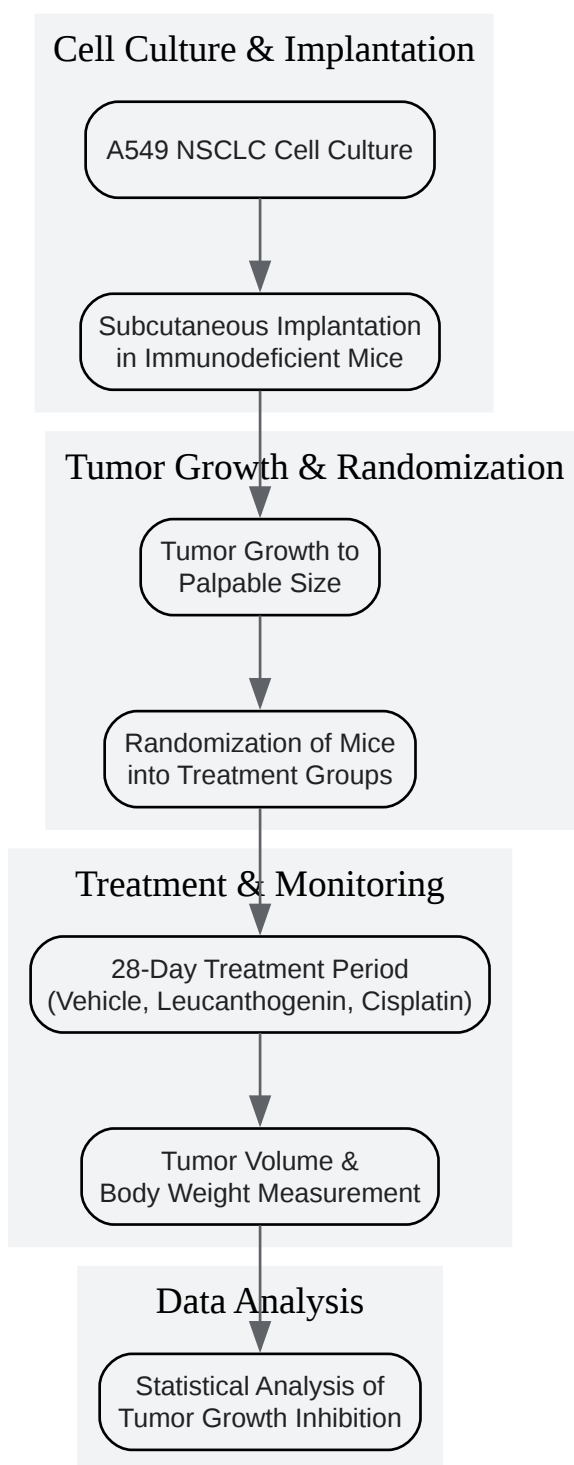 Cell Culture & Implantation
A549 NSCLC Cell Culture
Subcutaneous Implantation
in Immunodeficient Mice
Tumor Growth & Randomization
Tumor Growth to
Palpable Size
Randomization of Mice
into Treatment Groups
Treatment & Monitoring
28-Day Treatment Period
(Vehicle, Leucanthogenin, Cisplatin)
Tumor Volume &
Body Weight Measurement
Data Analysis
Statistical Analysis of
Tumor Growth Inhibition